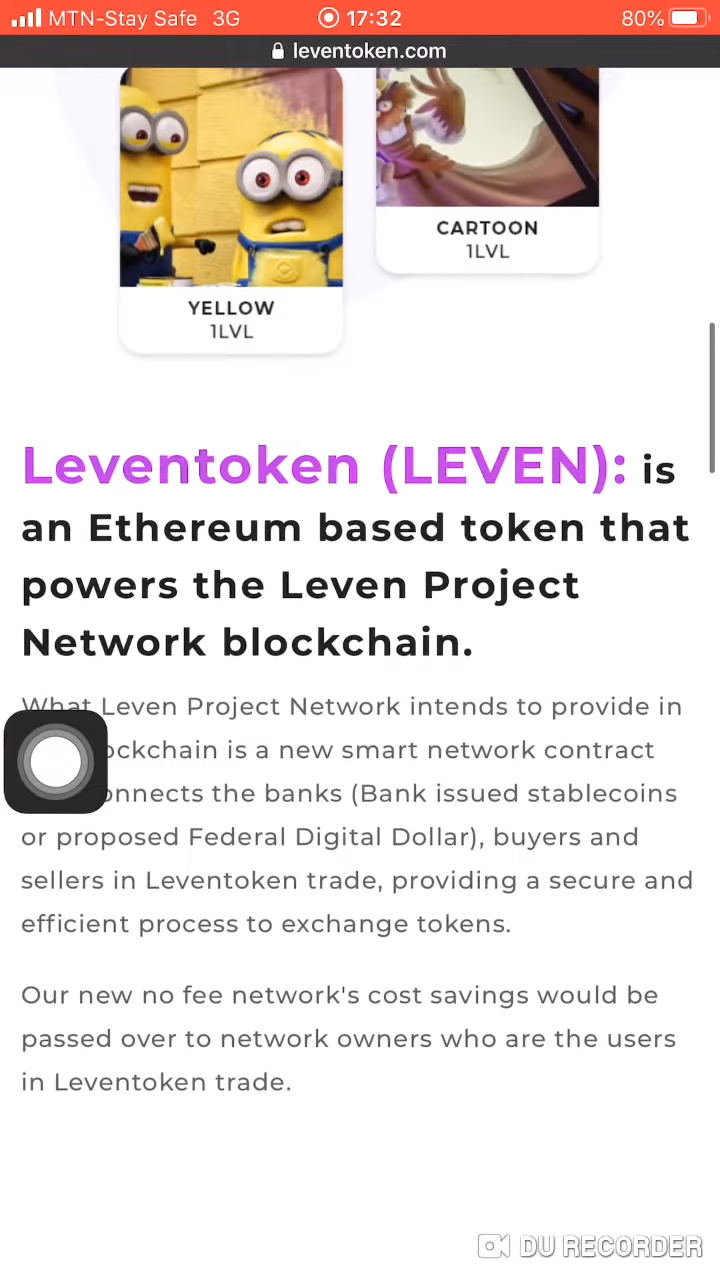 MTN-Stay Safe 3G 17:32 80%
leventoken.com
CARTOON
1LVL
YELLOW
1LVL
Leventoken (LEVEN): is
an Ethereum based token that
powers the Leven Project
Network blockchain.
What Leven Project Network intends to provide in
ockchain is a new smart network contract
nnects the banks (Bank issued stablecoins
or proposed Federal Digital Dollar), buyers and
sellers in Leventoken trade, providing a secure and
efficient process to exchange tokens.
Our new no fee network's cost savings would be
passed over to network owners who are the users
in Leventoken trade.
DU RECORDER